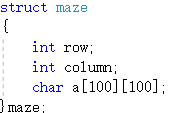 struct maze
{
    int row;
    int column;
    char a[100][100];
}maze;